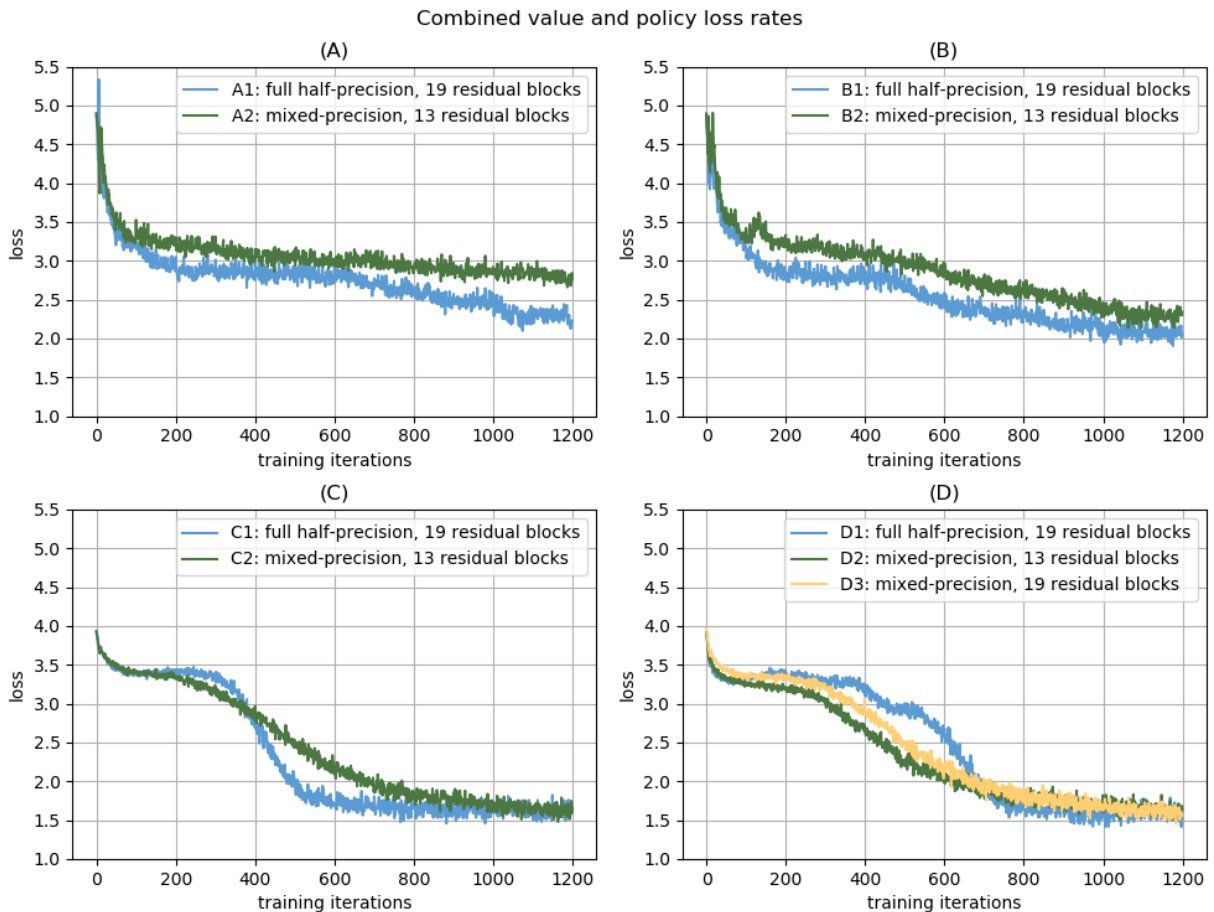 Combined value and policy loss rates
(A)
5.5
5.0
4.5
4.0
3.5
3.0
2.5
2.0
1.5
1.0
loss
A1: full half-precision, 19 residual blocks
A2: mixed-precision, 13 residual blocks
0 200 400 600 800 1000 1200
training iterations
(B)
5.5
5.0
4.5
4.0
3.5
3.0
2.5
2.0
1.5
1.0
loss
B1: full half-precision, 19 residual blocks
B2: mixed-precision, 13 residual blocks
0 200 400 600 800 1000 1200
training iterations
(C)
5.5
5.0
4.5
4.0
3.5
3.0
2.5
2.0
1.5
1.0
loss
C1: full half-precision, 19 residual blocks
C2: mixed-precision, 13 residual blocks
0 200 400 600 800 1000 1200
training iterations
(D)
5.5
5.0
4.5
4.0
3.5
3.0
2.5
2.0
1.5
1.0
loss
D1: full half-precision, 19 residual blocks
D2: mixed-precision, 13 residual blocks
D3: mixed-precision, 19 residual blocks
0 200 400 600 800 1000 1200
training iterations